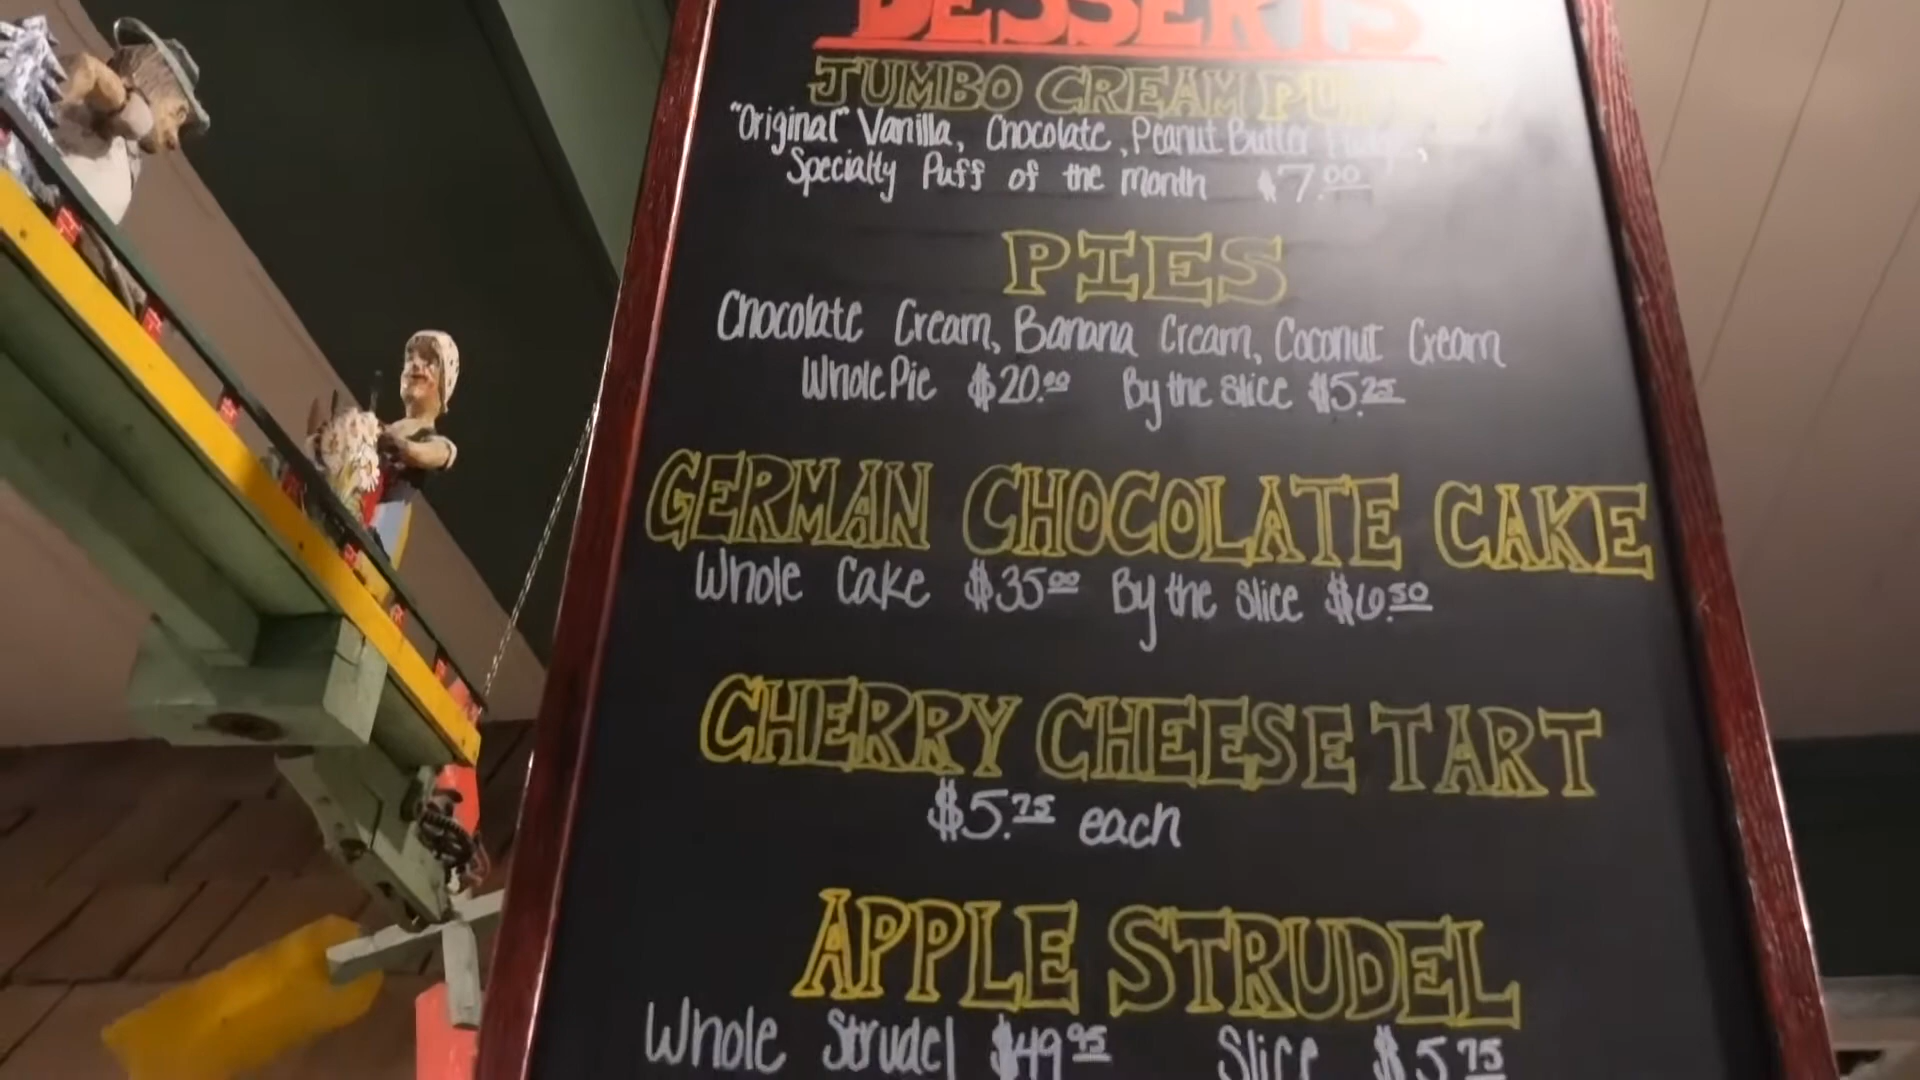 DESSERTS
JUMBO CREAM
"Original" Vanilla, Chocolate, Peanut Butter
Specialty Puff of the month $7.00
PIES
Chocolate Cream, Banana Cream, Coconut Cream
Whole Pie $20.00 By the slice $5.25
GERMAN CHOCOLATE CAKE
Whole Cake $35.00 By the slice $6.50
CHERRY CHEESE TART
$5.75 each
APPLE STRUDEL
Whole Strudel $49.95 Slice $5.75